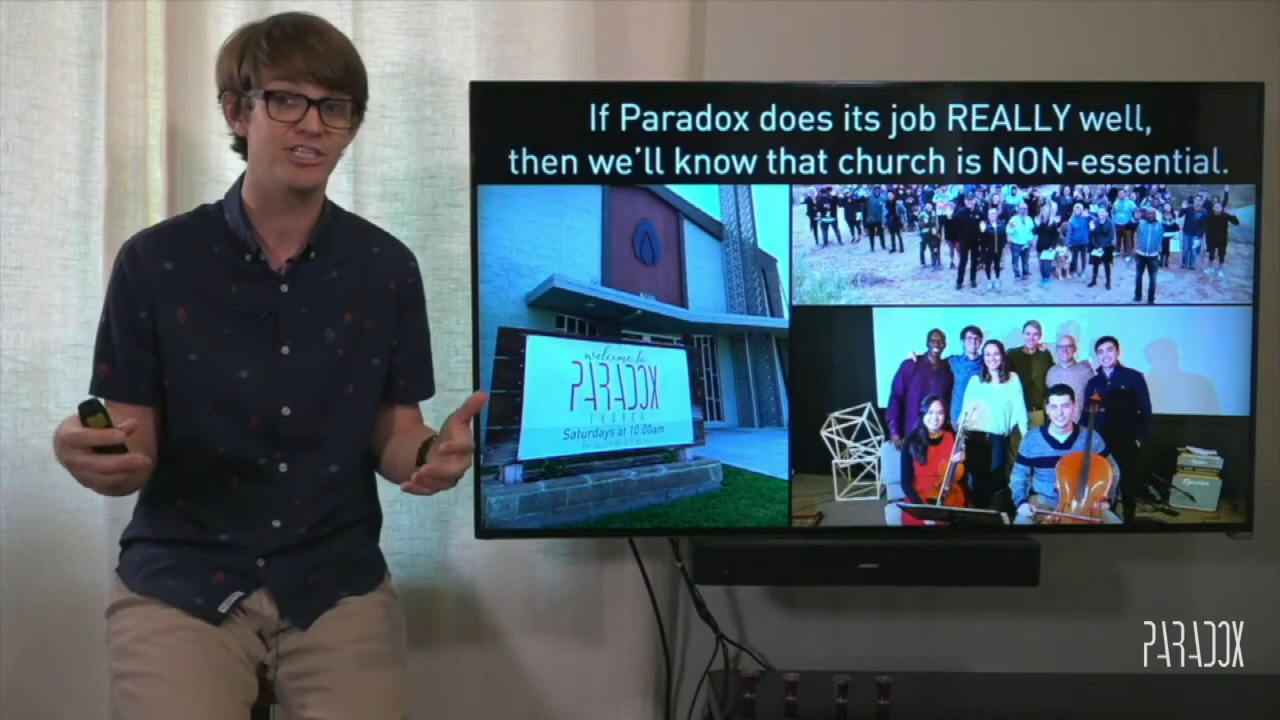 If Paradox does its job REALLY well,
then we'll know that church is NON-essential.
welcome to
PARADOX
CHURCH
Saturdays at 10:00am
BOSE
PARADOX